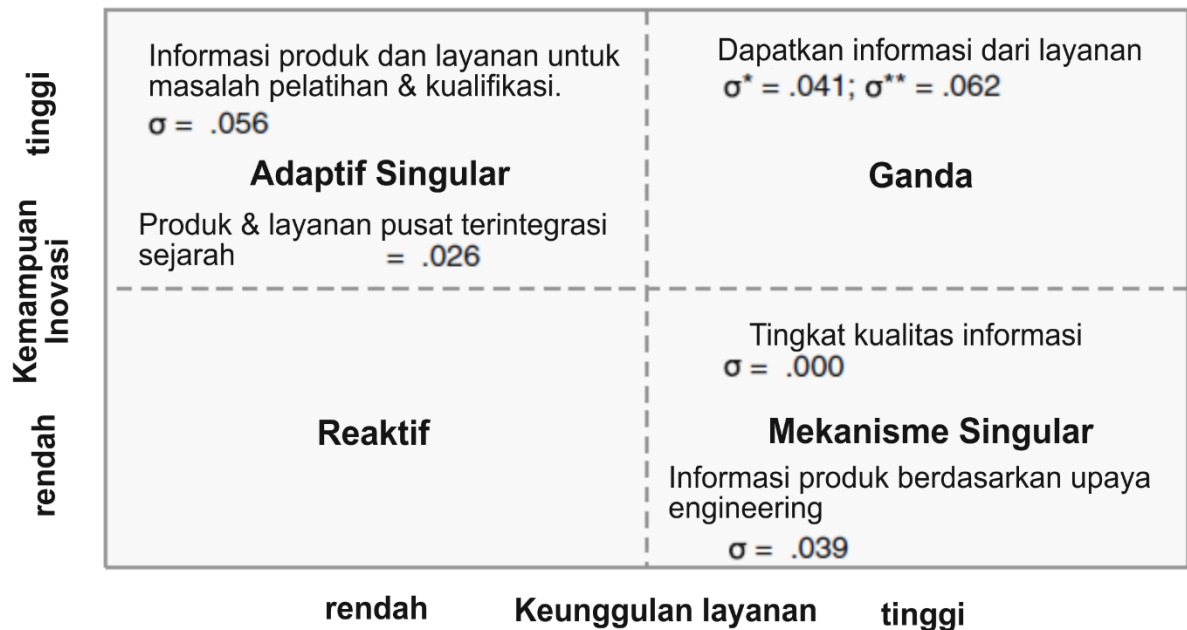 Informasi produk dan layanan untuk
masalah pelatihan & kualifikasi.
σ = .056
Adaptif Singular
Produk & layanan pusat terintegrasi
sejarah = .026
Dapatkan informasi dari layanan
σ* = .041; σ** = .062
Ganda
Reaktif
Tingkat kualitas informasi
σ = .000
Mekanisme Singular
Informasi produk berdasarkan upaya
engineering
σ = .039
tinggi
Kemampuan
Inovasi
rendah
rendah Keunggulan layanan tinggi